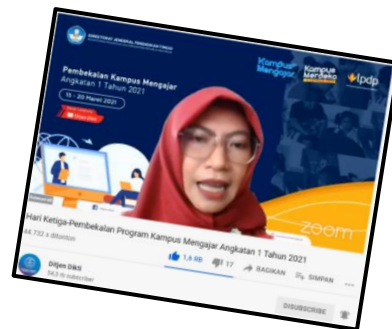 DIREKTORAT JENDERAL PENDIDIKAN TINGGI
Kampus Mengajar
Kampus Merdeka
lpdp
Pembekalan Kampus Mengajar
Angkatan 1 Tahun 2021
15 - 20 Maret 2021
zoom
Hari Ketiga-Pembekalan Program Kampus Mengajar Angkatan 1 Tahun 2021
x ditonton
1,6 RB
17
BAGIKAN
SIMPAN
Ditjen Dikti
subscriber
DISUBSCRIBE